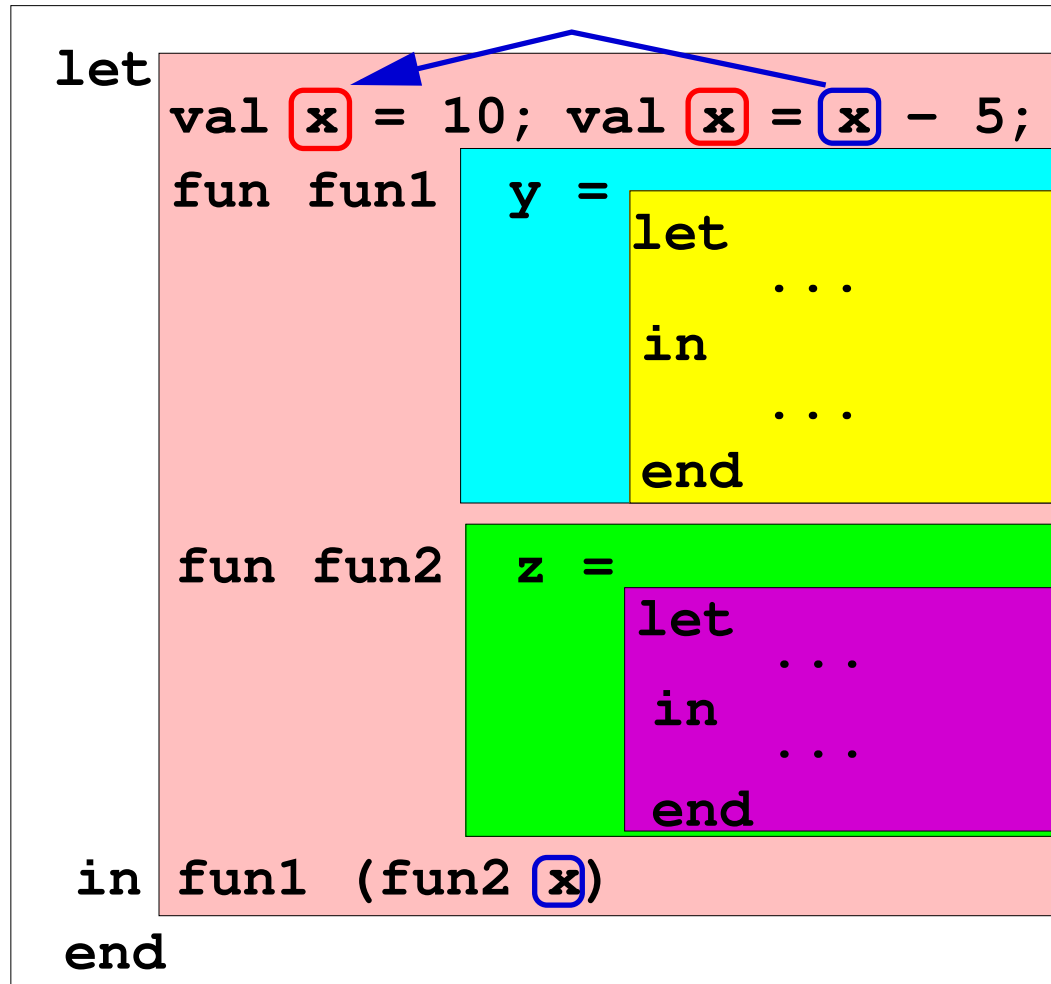 let
val x = 10; val x = x - 5;
fun fun1 y =
let
...
in
...
end
fun fun2 z =
let
...
in
...
end
in fun1 (fun2 x)
end